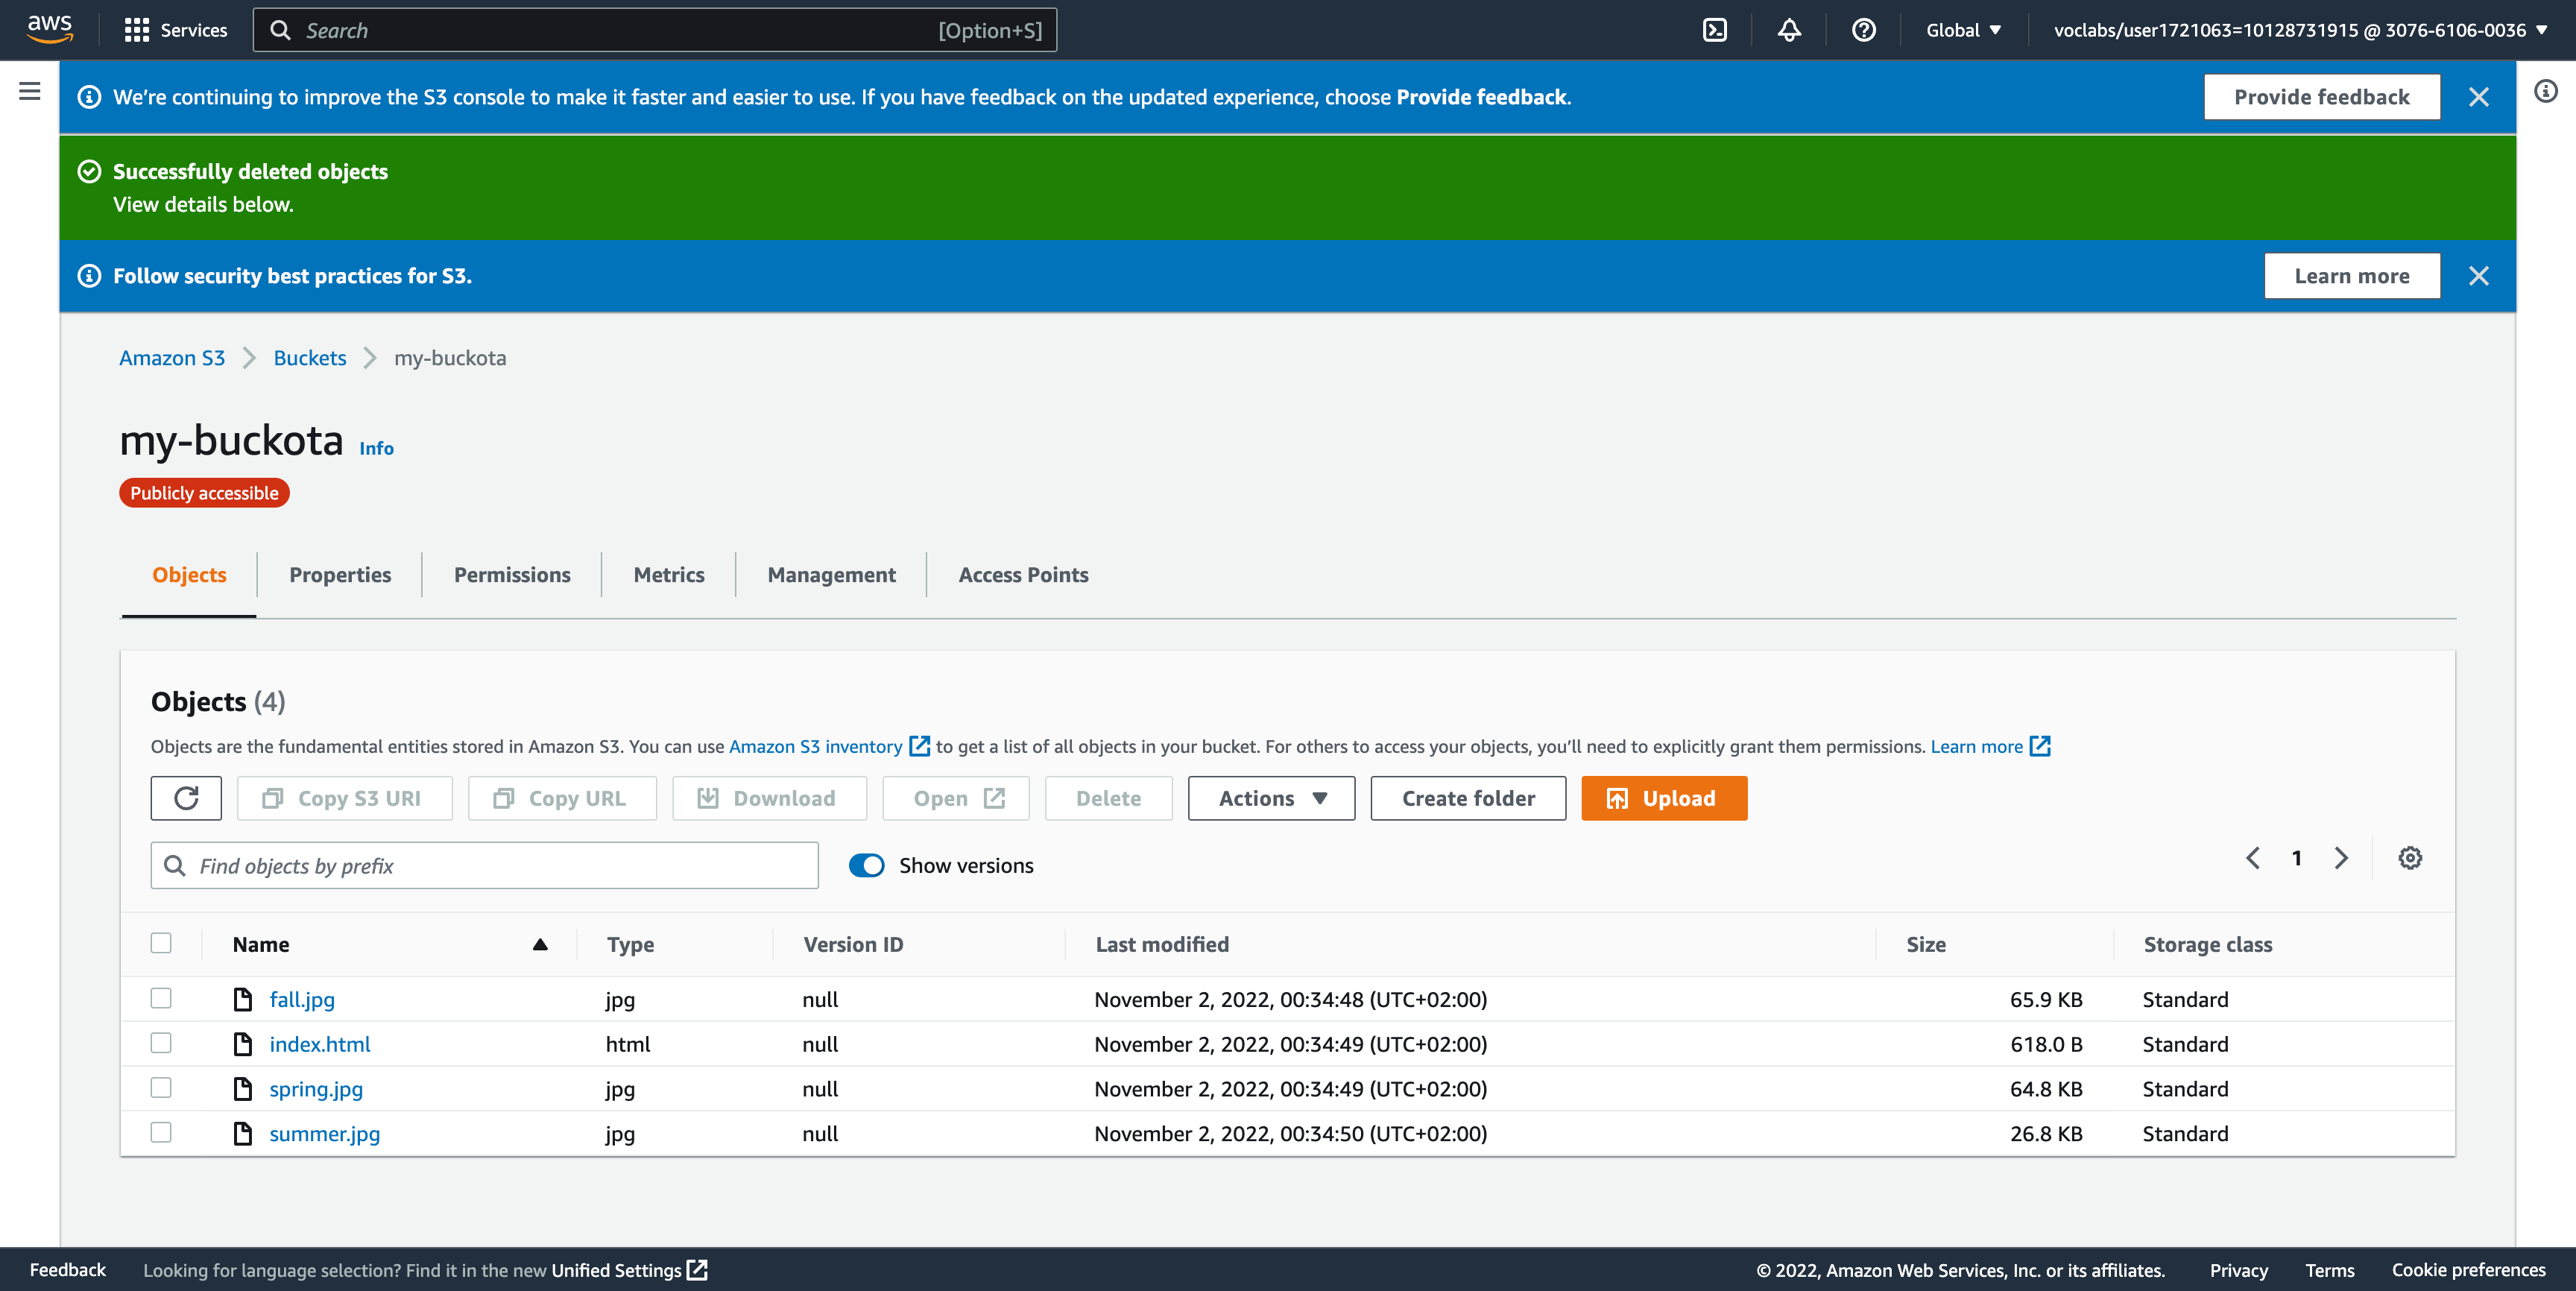 aws Services Search [Option+S] Global voclabs/user1721063=10128731915 @ 3076-6106-0036
We're continuing to improve the S3 console to make it faster and easier to use. If you have feedback on the updated experience, choose Provide feedback. Provide feedback
Successfully deleted objects
View details below.
Follow security best practices for S3. Learn more
Amazon S3 Buckets my-buckota
my-buckota Info
Publicly accessible
Objects Properties Permissions Metrics Management Access Points
Objects (4)
Objects are the fundamental entities stored in Amazon S3. You can use Amazon S3 inventory to get a list of all objects in your bucket. For others to access your objects, you'll need to explicitly grant them permissions. Learn more
Copy S3 URI Copy URL Download Open Delete Actions Create folder Upload
Find objects by prefix Show versions 1
Name Type Version ID Last modified Size Storage class
fall.jpg jpg null November 2, 2022, 00:34:48 (UTC+02:00) 65.9 KB Standard
index.html html null November 2, 2022, 00:34:49 (UTC+02:00) 618.0 B Standard
spring.jpg jpg null November 2, 2022, 00:34:49 (UTC+02:00) 64.8 KB Standard
summer.jpg jpg null November 2, 2022, 00:34:50 (UTC+02:00) 26.8 KB Standard
Feedback Looking for language selection? Find it in the new Unified Settings © 2022, Amazon Web Services, Inc. or its affiliates. Privacy Terms Cookie preferences